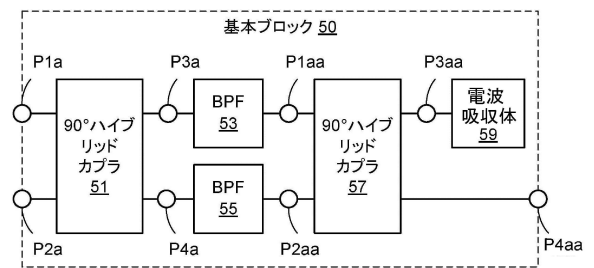 基本ブロック 50
P1a
P3a
P1aa
P3aa
90°ハイブ
リッド
カプラ
51
BPF
53
90°ハイブ
リッド
カプラ
57
電波
吸収体
59
BPF
55
P2a
P4a
P2aa
P4aa